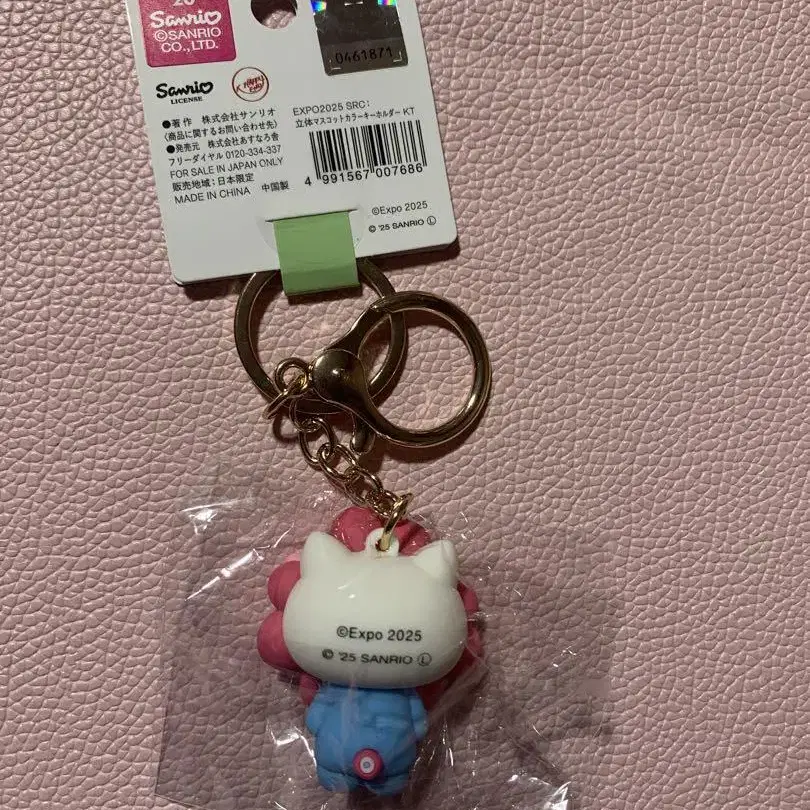 Sanrio
©SANRIO
CO.,LTD.
0461871
Sanrio
LICENSE
●著作 株式会社サンリオ
〈商品に関するお問い合わせ先〉
●発売元 株式会社あすなろ舎
フリーダイヤル 0120-334-337
FOR SALE IN JAPAN ONLY
販売地域：日本限定
MADE IN CHINA 中国製
EXPO2025 SRC：
立体マスコットカラーキーホルダー KT
4 991567 007686
©Expo 2025
© '25 SANRIO Ⓛ
©Expo 2025
© '25 SANRIO Ⓛ